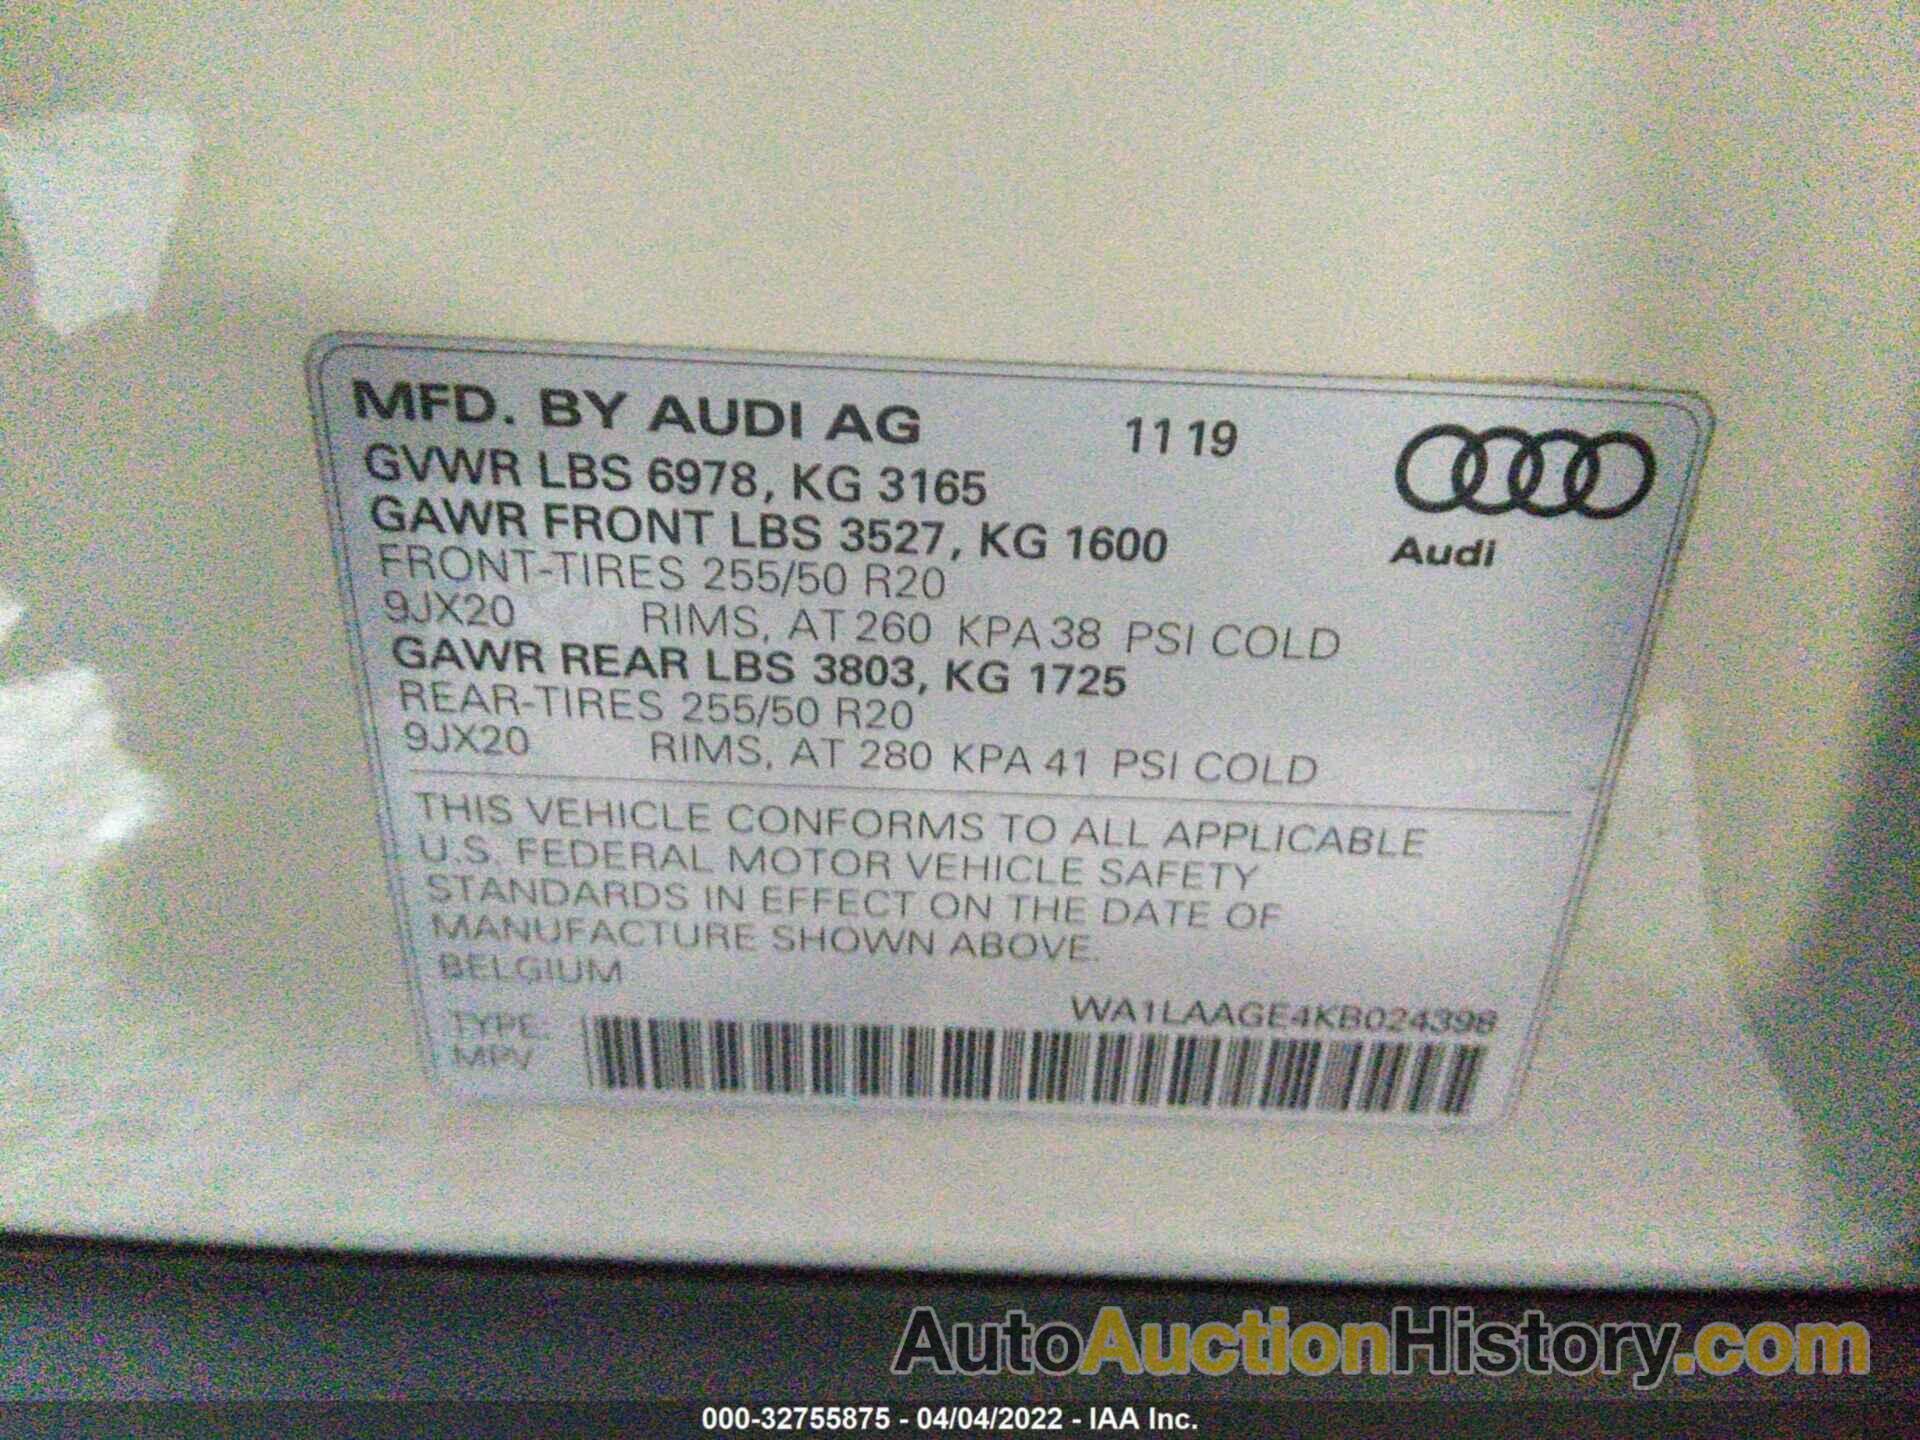 MFD. BY AUDI AG 11 19
GVWR LBS 6978, KG 3165
GAWR FRONT LBS 3527, KG 1600
Audi
FRONT-TIRES 255/50 R20
9JX20 RIMS, AT 260 KPA 38 PSI COLD
GAWR REAR LBS 3803, KG 1725
REAR-TIRES 255/50 R20
9JX20 RIMS, AT 280 KPA 41 PSI COLD
THIS VEHICLE CONFORMS TO ALL APPLICABLE
U.S. FEDERAL MOTOR VEHICLE SAFETY
STANDARDS IN EFFECT ON THE DATE OF
MANUFACTURE SHOWN ABOVE.
BELGIUM
WA1LAAGE4KB024398
TYPE:
MPV
AutoAuctionHistory.com
000-32755875 - 04/04/2022 - IAA Inc.